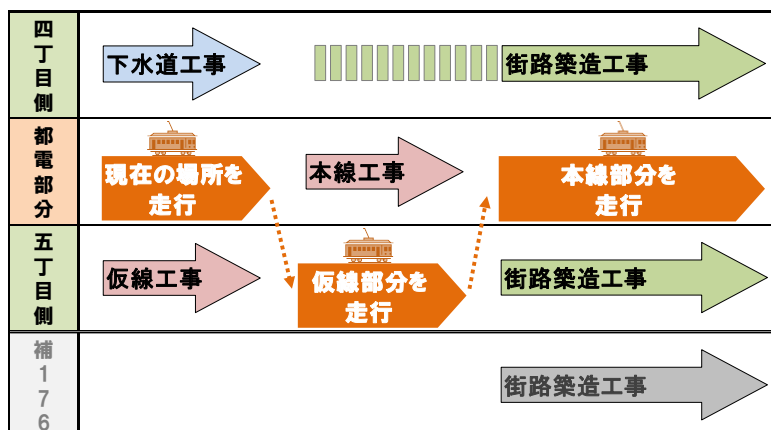 四丁目側
下水道工事
街路築造工事
都電部分
現在の場所を
走行
本線工事
本線部分を
走行
五丁目側
仮線工事
仮線部分を
走行
街路築造工事
補176
街路築造工事